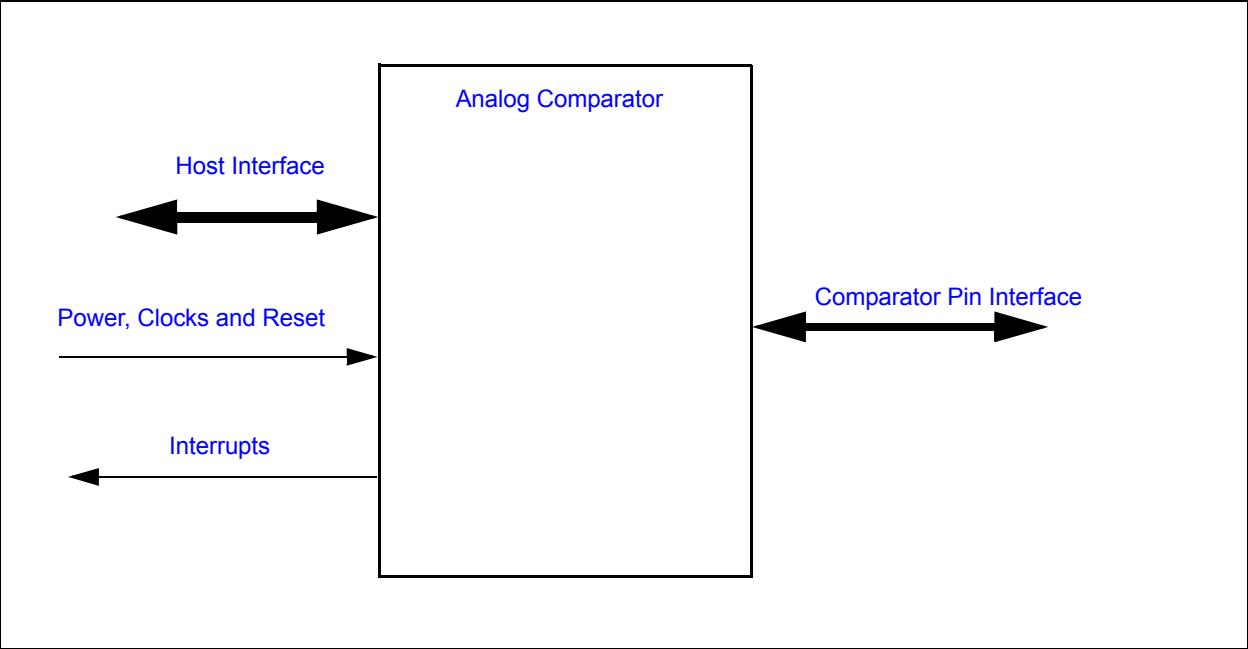 Analog Comparator
Host Interface
Comparator Pin Interface
Power, Clocks and Reset
Interrupts